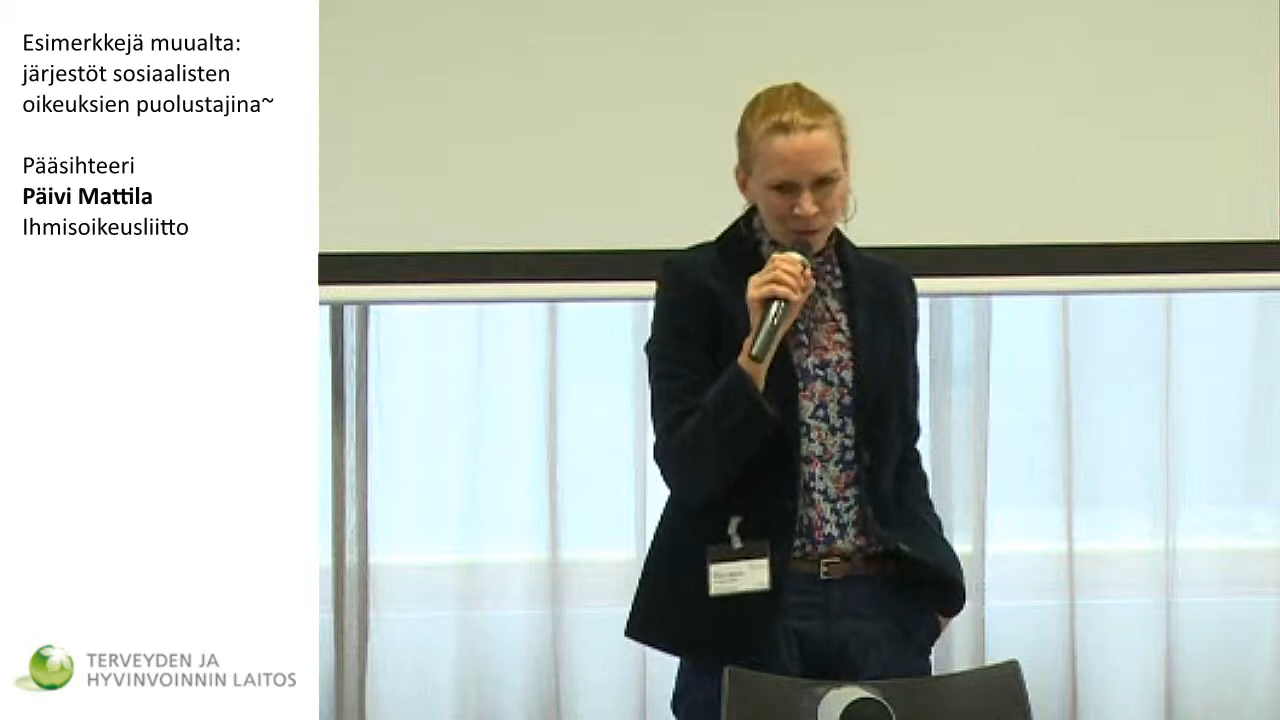 Esimerkkejä muualta:
järjestöt sosiaalisten
oikeuksien puolustajina~
Pääsihteeri
Päivi Mattila
Ihmisoikeusliitto
TERVEYDEN JA
HYVINVOINNIN LAITOS